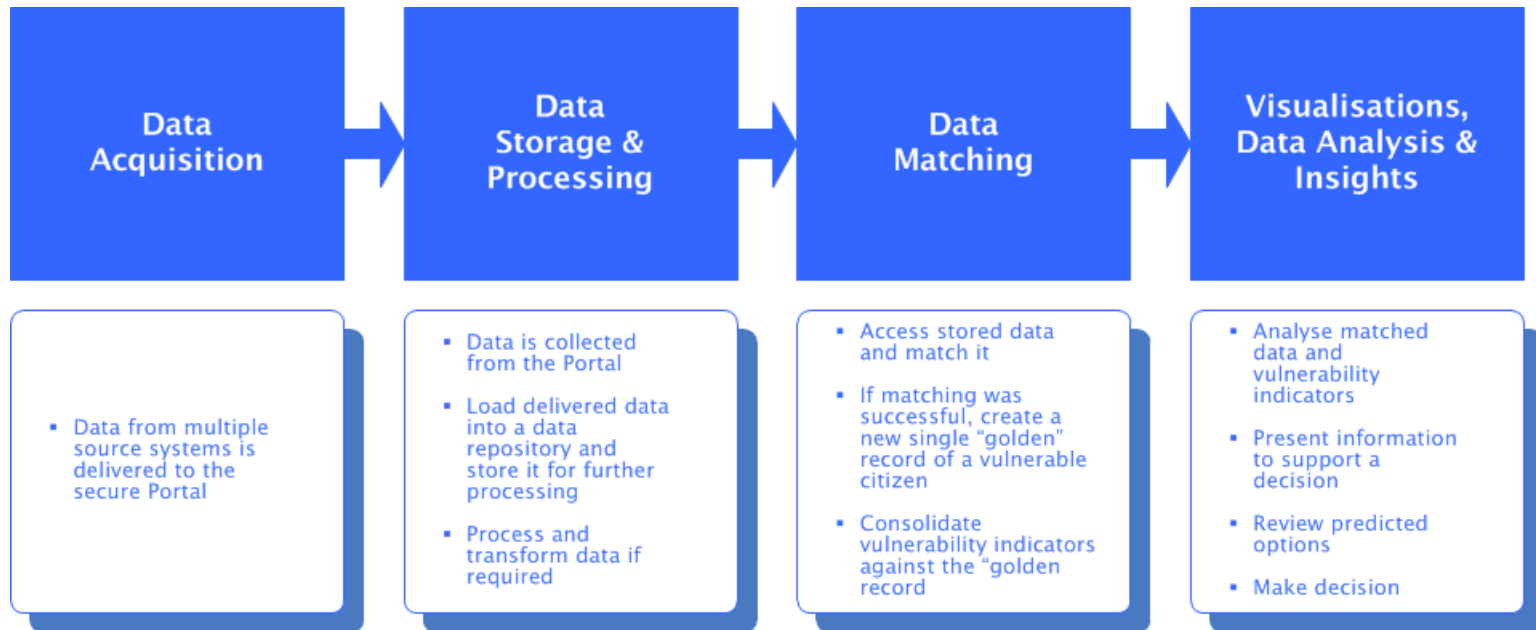 Data
Acquisition
Data
Storage &
Processing
Data
Matching
Visualisations,
Data Analysis &
Insights
▪ Data from multiple
source systems is
delivered to the
secure Portal
▪ Data is collected
from the Portal
▪ Load delivered data
into a data
repository and
store it for further
processing
▪ Process and
transform data if
required
▪ Access stored data
and match it
▪ If matching was
successful, create a
new single “golden”
record of a vulnerable
citizen
▪ Consolidate
vulnerability indicators
against the “golden
record
▪ Analyse matched
data and
vulnerability
indicators
▪ Present information
to support a
decision
▪ Review predicted
options
▪ Make decision